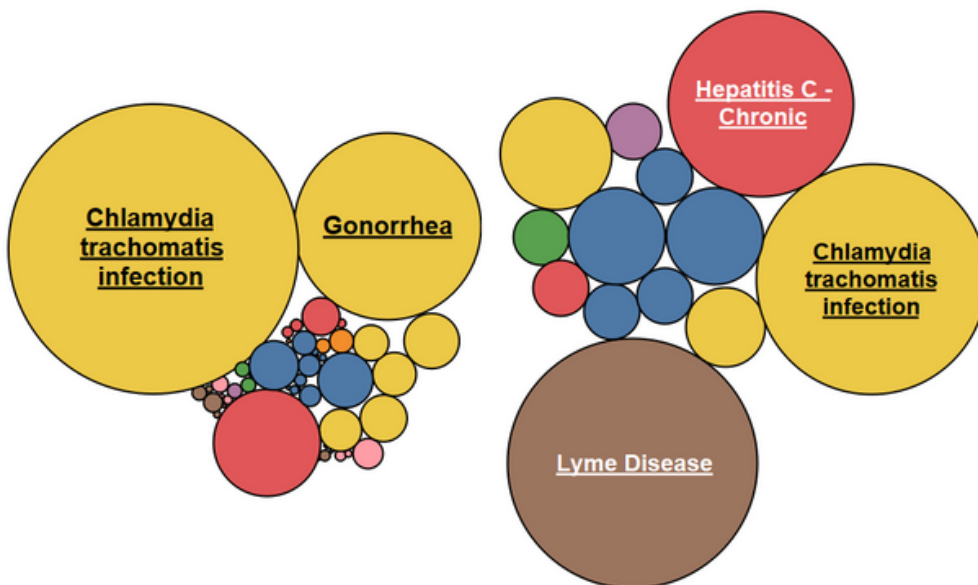 Chlamydia
trachomatis
infection
Gonorrhea
Hepatitis C -
Chronic
Chlamydia
trachomatis
infection
Lyme Disease